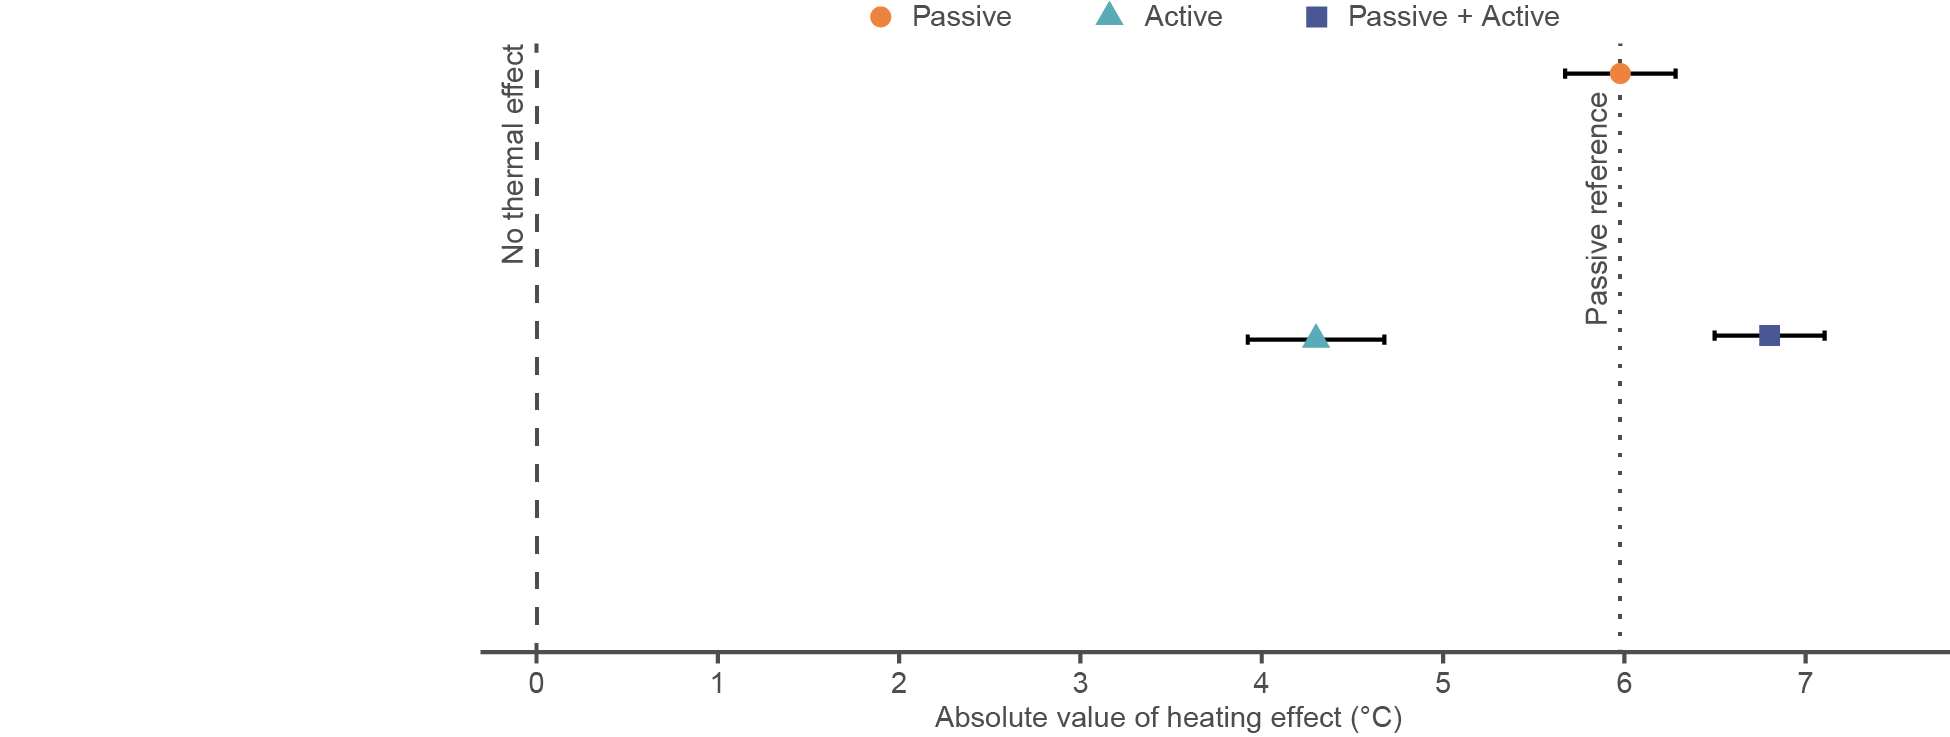 Passive
Active
Passive + Active
No thermal effect
Passive reference
0 1 2 3 4 5 6 7
Absolute value of heating effect (°C)